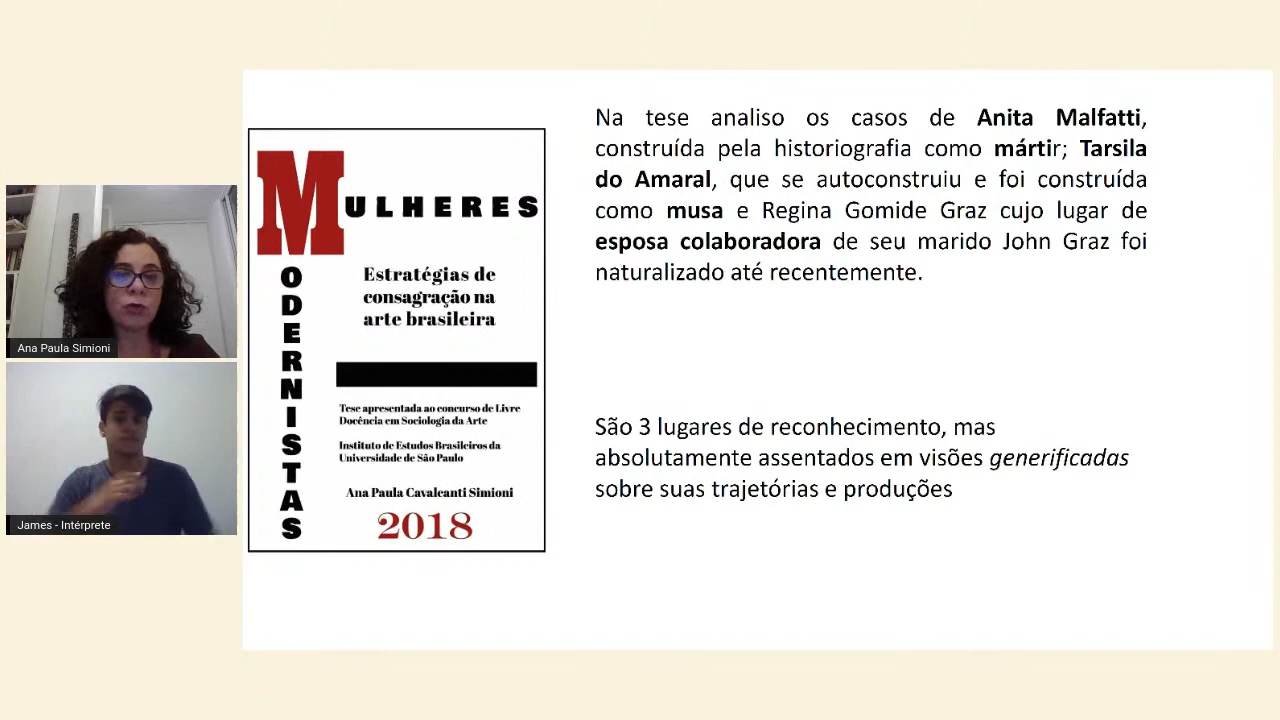 Ana Paula Simioni
James - Intérprete
MULHERES
MODERNISTAS
Estratégias de
consagração na
arte brasileira
Tese apresentada ao concurso de Livre
Docência em Sociologia da Arte
Instituto de Estudos Brasileiros da
Universidade de São Paulo
Ana Paula Cavalcanti Simioni
2018
Na tese analiso os casos de Anita Malfatti,
construída pela historiografia como mártir; Tarsila
do Amaral, que se autoconstruiu e foi construída
como musa e Regina Gomide Graz cujo lugar de
esposa colaboradora de seu marido John Graz foi
naturalizado até recentemente.
São 3 lugares de reconhecimento, mas
absolutamente assentados em visões generificadas
sobre suas trajetórias e produções